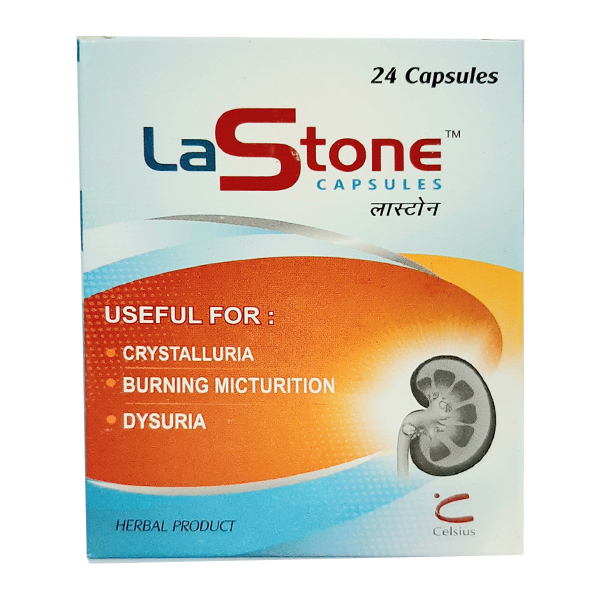 24 Capsules
LaStone™
CAPSULES
लास्टोन
USEFUL FOR :
CRYSTALLURIA
BURNING MICTURITION
DYSURIA
HERBAL PRODUCT
Celsius